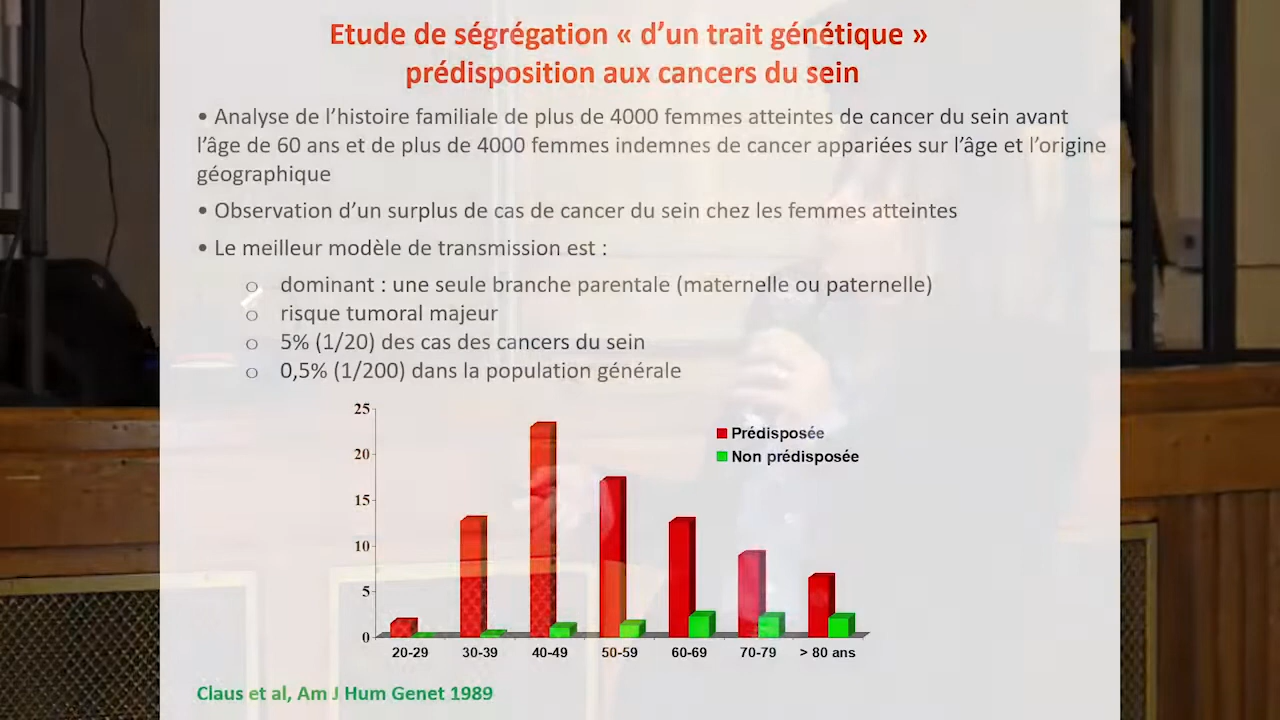 Etude de ségrégation « d’un trait génétique »
prédisposition aux cancers du sein
• Analyse de l’histoire familiale de plus de 4000 femmes atteintes de cancer du sein avant
l’âge de 60 ans et de plus de 4000 femmes indemnes de cancer appariées sur l’âge et l’origine
géographique
• Observation d’un surplus de cas de cancer du sein chez les femmes atteintes
• Le meilleur modèle de transmission est :
o dominant : une seule branche parentale (maternelle ou paternelle)
o risque tumoral majeur
o 5% (1/20) des cas des cancers du sein
o 0,5% (1/200) dans la population générale
25
20
15
10
5
0
Prédisposée
Non prédisposée
20-29 30-39 40-49 50-59 60-69 70-79 > 80 ans
Claus et al, Am J Hum Genet 1989